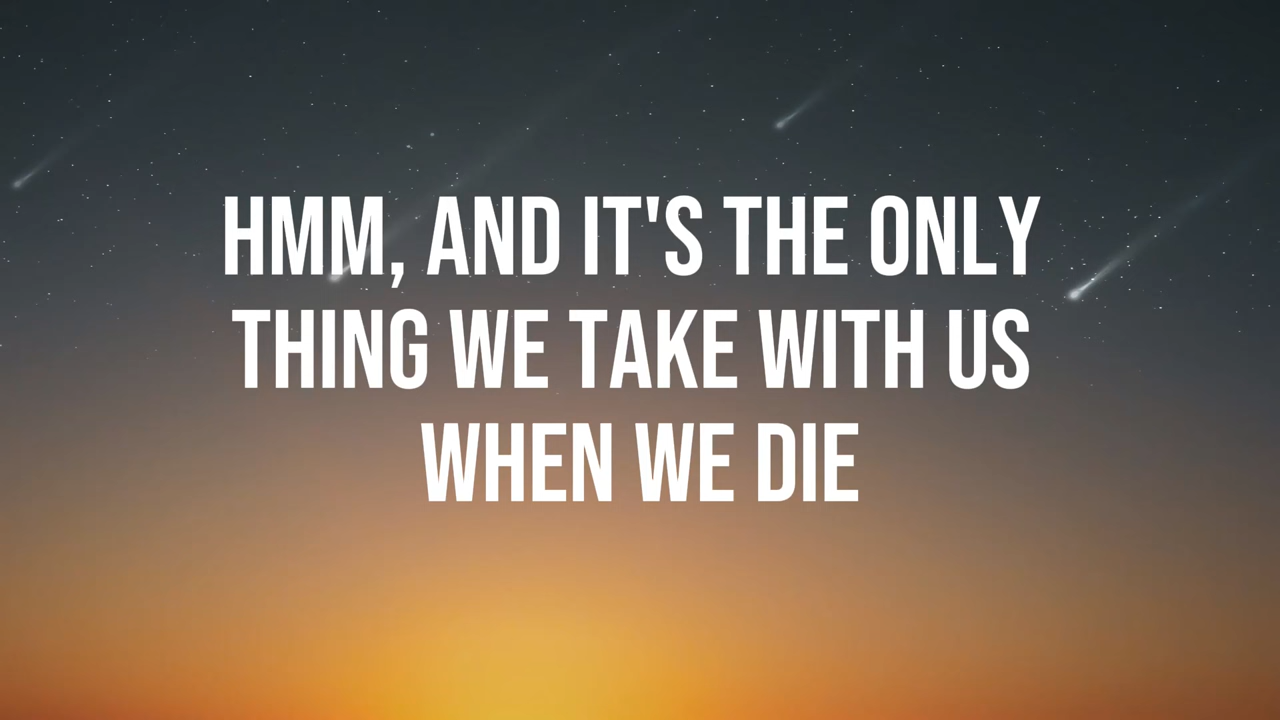 HMM, AND IT'S THE ONLY
THING WE TAKE WITH US
WHEN WE DIE